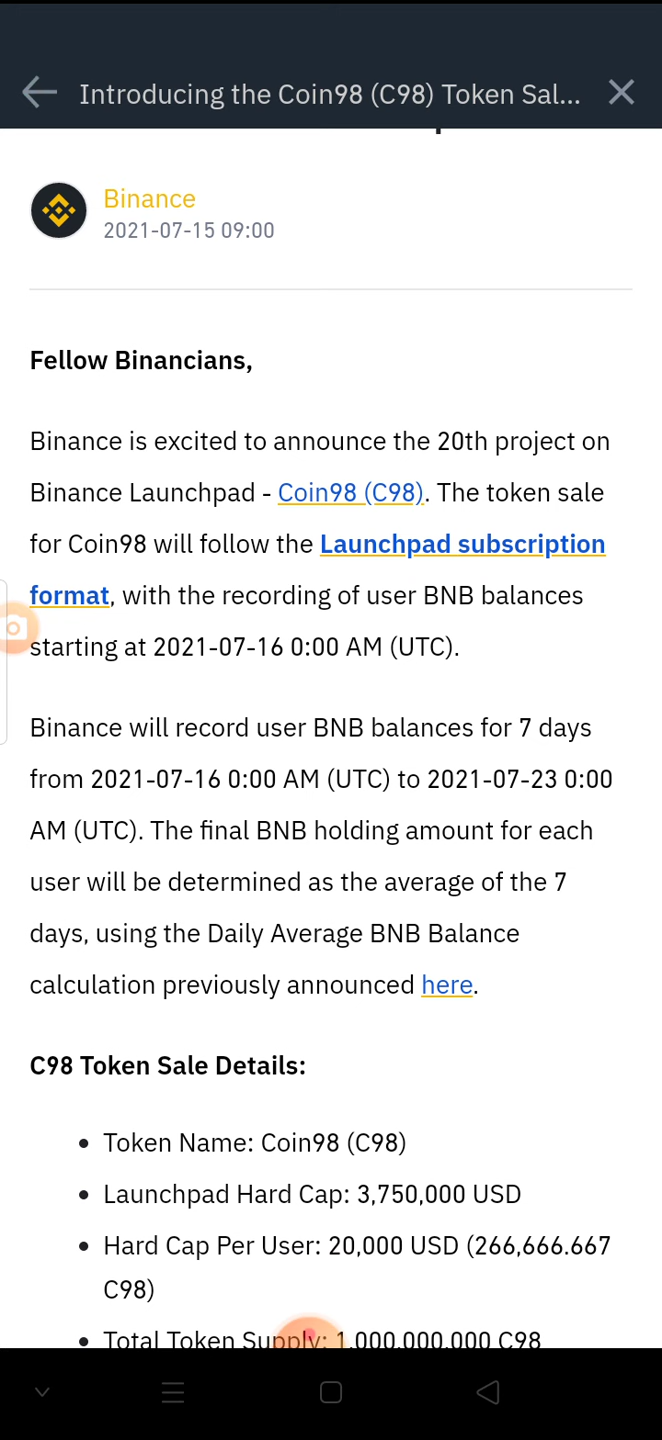 Introducing the Coin98 (C98) Token Sal...
Binance
2021-07-15 09:00
Fellow Binancians,
Binance is excited to announce the 20th project on
Binance Launchpad - Coin98 (C98). The token sale
for Coin98 will follow the Launchpad subscription
format, with the recording of user BNB balances
starting at 2021-07-16 0:00 AM (UTC).
Binance will record user BNB balances for 7 days
from 2021-07-16 0:00 AM (UTC) to 2021-07-23 0:00
AM (UTC). The final BNB holding amount for each
user will be determined as the average of the 7
days, using the Daily Average BNB Balance
calculation previously announced here.
C98 Token Sale Details:
• Token Name: Coin98 (C98)
• Launchpad Hard Cap: 3,750,000 USD
• Hard Cap Per User: 20,000 USD (266,666.667
C98)
• Total Token Supply: 1,000,000,000 C98